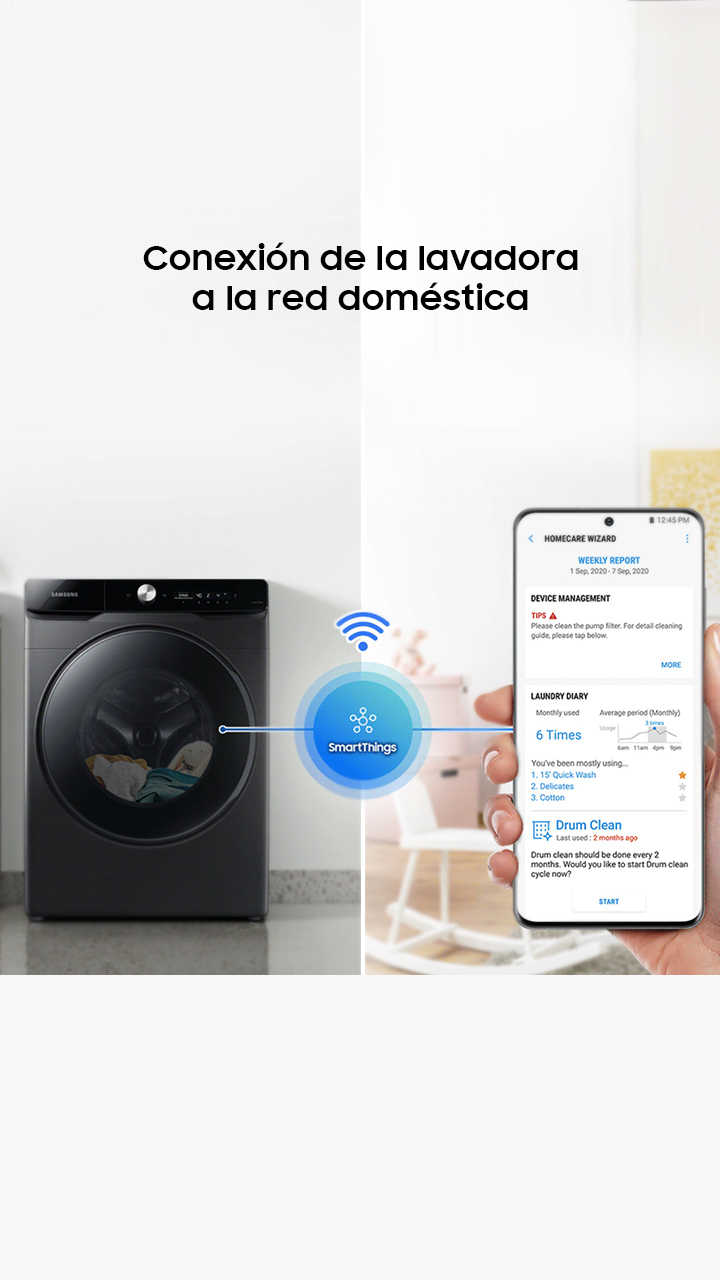 Conexión de la lavadora
a la red doméstica
SAMSUNG
SmartThings
12:45 PM
HOMECARE WIZARD
WEEKLY REPORT
1 Sep, 2020 - 7 Sep, 2020
DEVICE MANAGEMENT
TIPS
Please clean the pump filter. For detail cleaning
guide, please tap below.
MORE
LAUNDRY DIARY
Monthly used
6 Times
Average period (Monthly)
3 times
Usage
6am 11am 4pm 9pm
You've been mostly using...
1. 15' Quick Wash
2. Delicates
3. Cotton
Drum Clean
Last used : 2 months ago
Drum clean should be done every 2
months. Would you like to start Drum clean
cycle now?
START